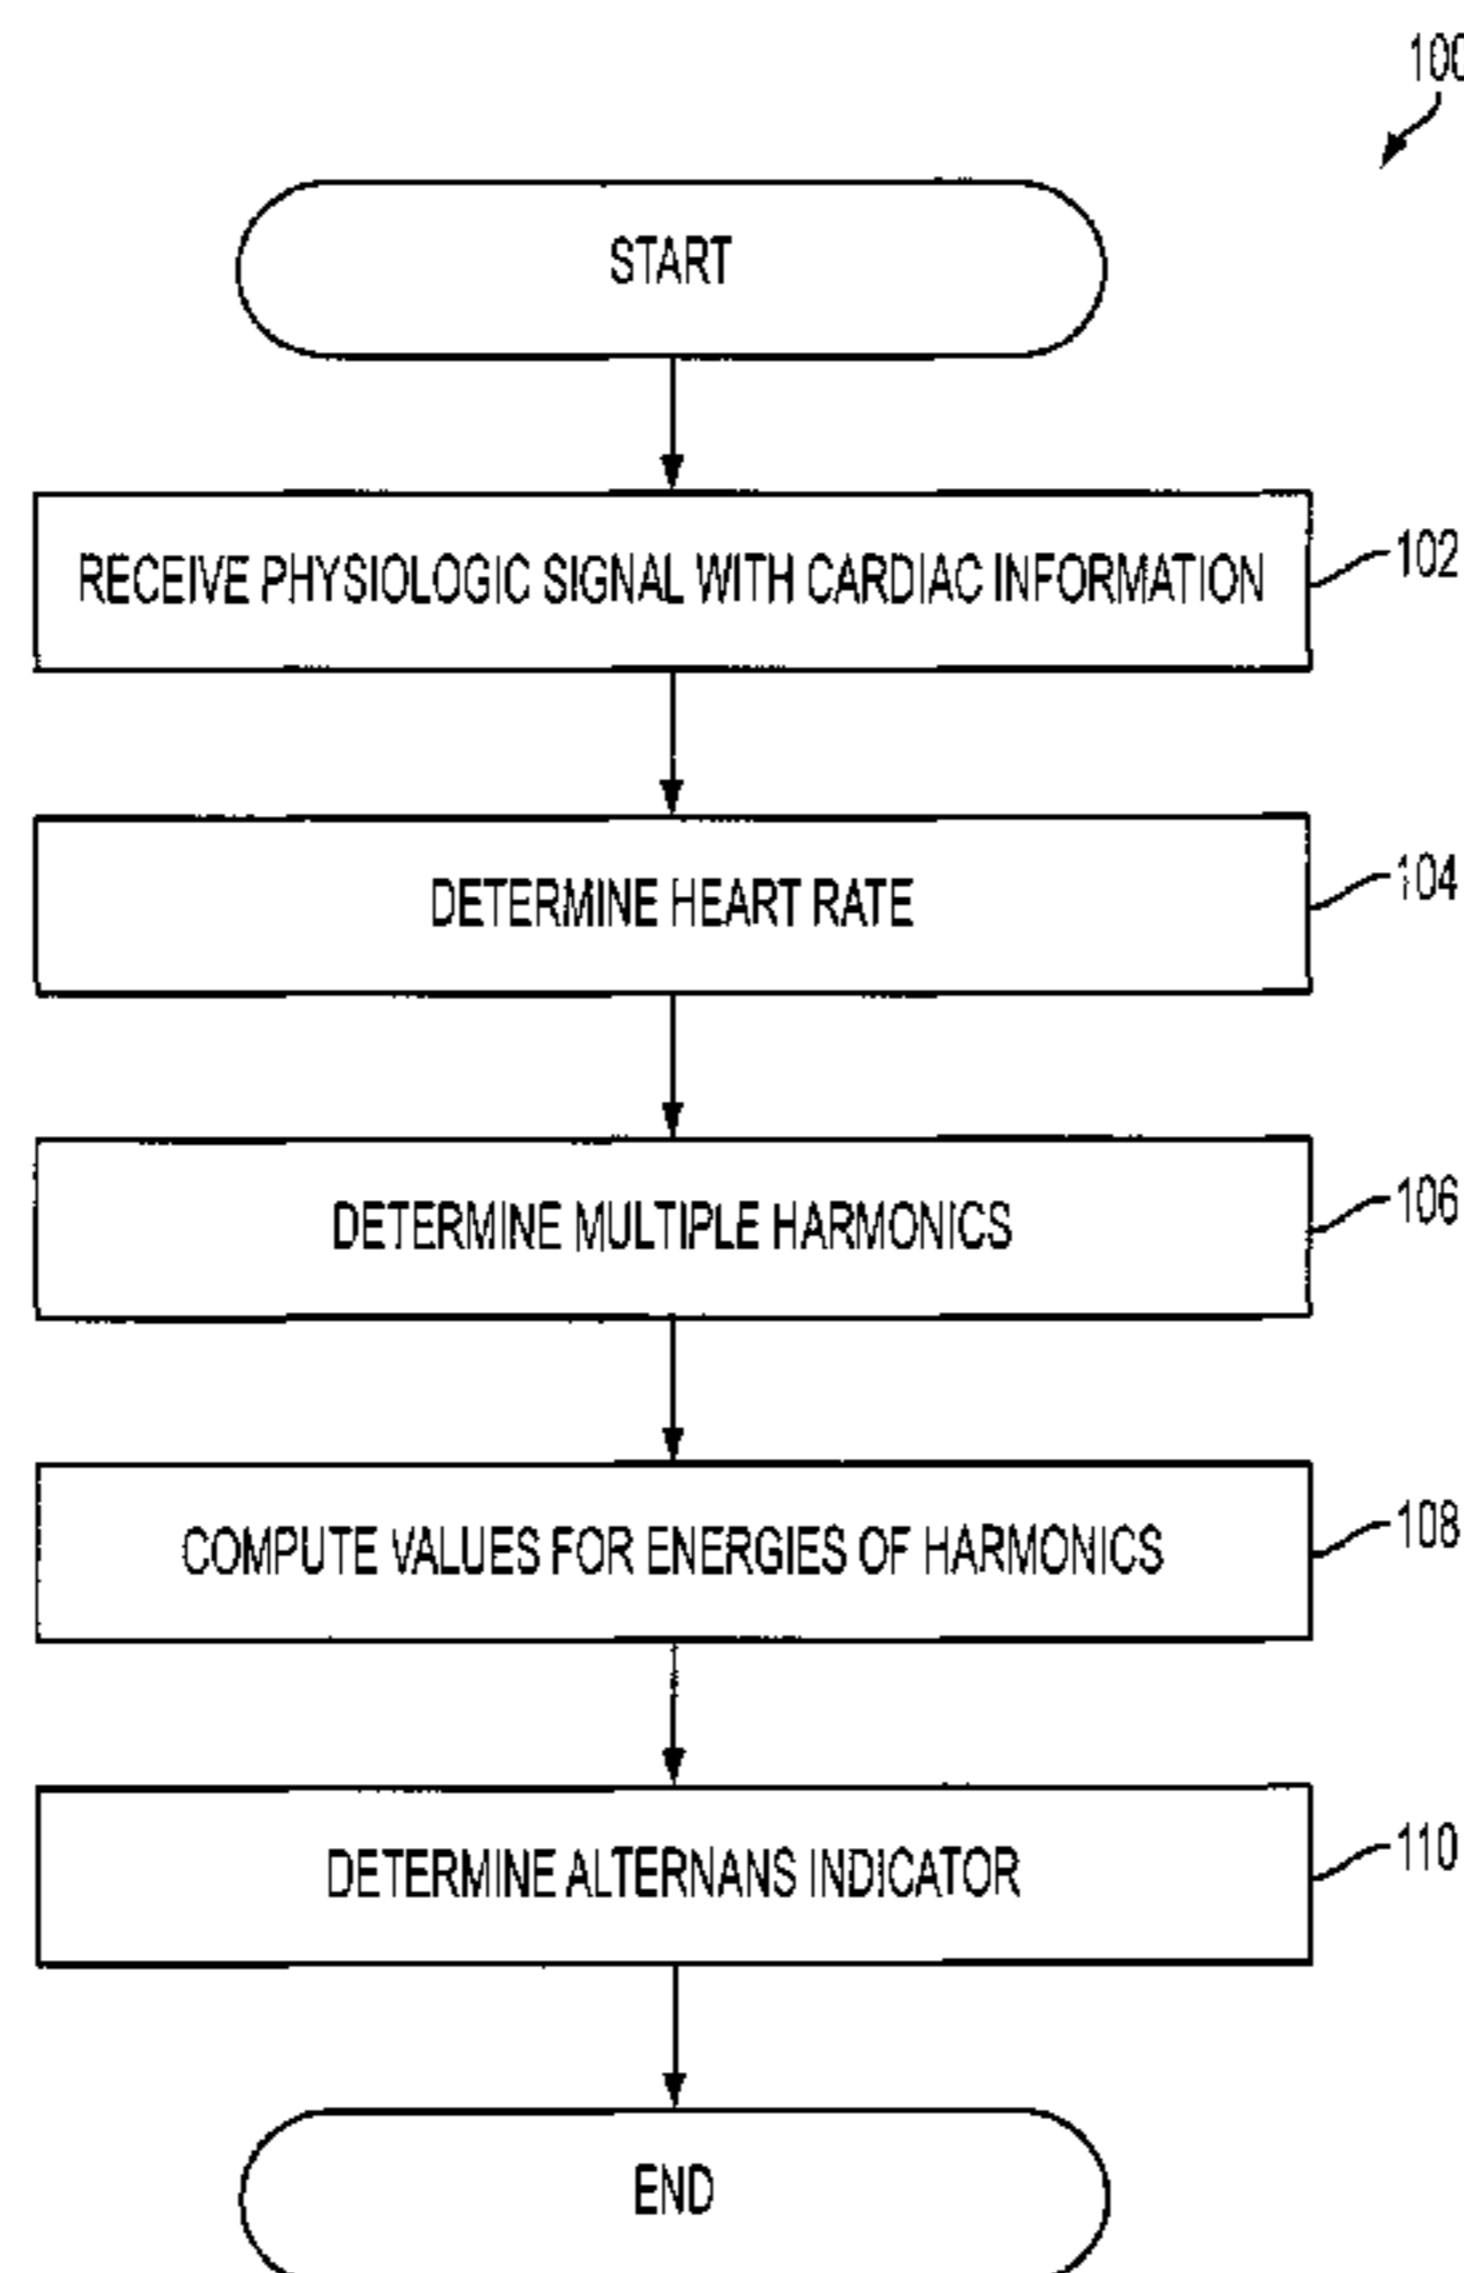 100
START
RECEIVE PHYSIOLOGIC SIGNAL WITH CARDIAC INFORMATION
102
DETERMINE HEART RATE
104
DETERMINE MULTIPLE HARMONICS
106
COMPUTE VALUES FOR ENERGIES OF HARMONICS
108
DETERMINE ALTERNANS INDICATOR
110
END